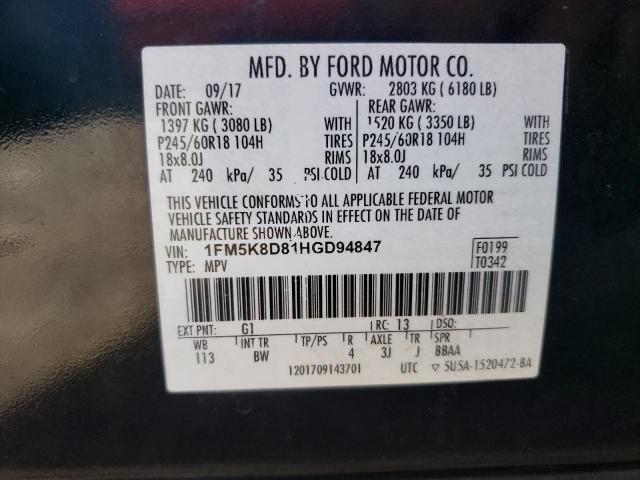 MFD. BY FORD MOTOR CO.
DATE: 09/17 GVWR: 2803 KG ( 6180 LB)
FRONT GAWR: REAR GAWR:
1397 KG ( 3080 LB) WITH 1520 KG ( 3350 LB) WITH
P245/60R18 104H TIRES P245/60R18 104H TIRES
18x8.0J RIMS 18x8.0J RIMS
AT 240 kPa/ 35 PSI COLD AT 240 kPa/ 35 PSI COLD
THIS VEHICLE CONFORMS TO ALL APPLICABLE FEDERAL MOTOR
VEHICLE SAFETY STANDARDS IN EFFECT ON THE DATE OF
MANUFACTURE SHOWN ABOVE.
VIN: 1FM5K8D81HGD94847 F0199
TYPE: MPV T0342
EXT PNT: G1 RC: 13 DSO:
WB INT TR TP/PS R AXLE TR SPR
113 BW 4 3J J BBAA
1201709143701 UTC ▽ SU5A-1520472-BA